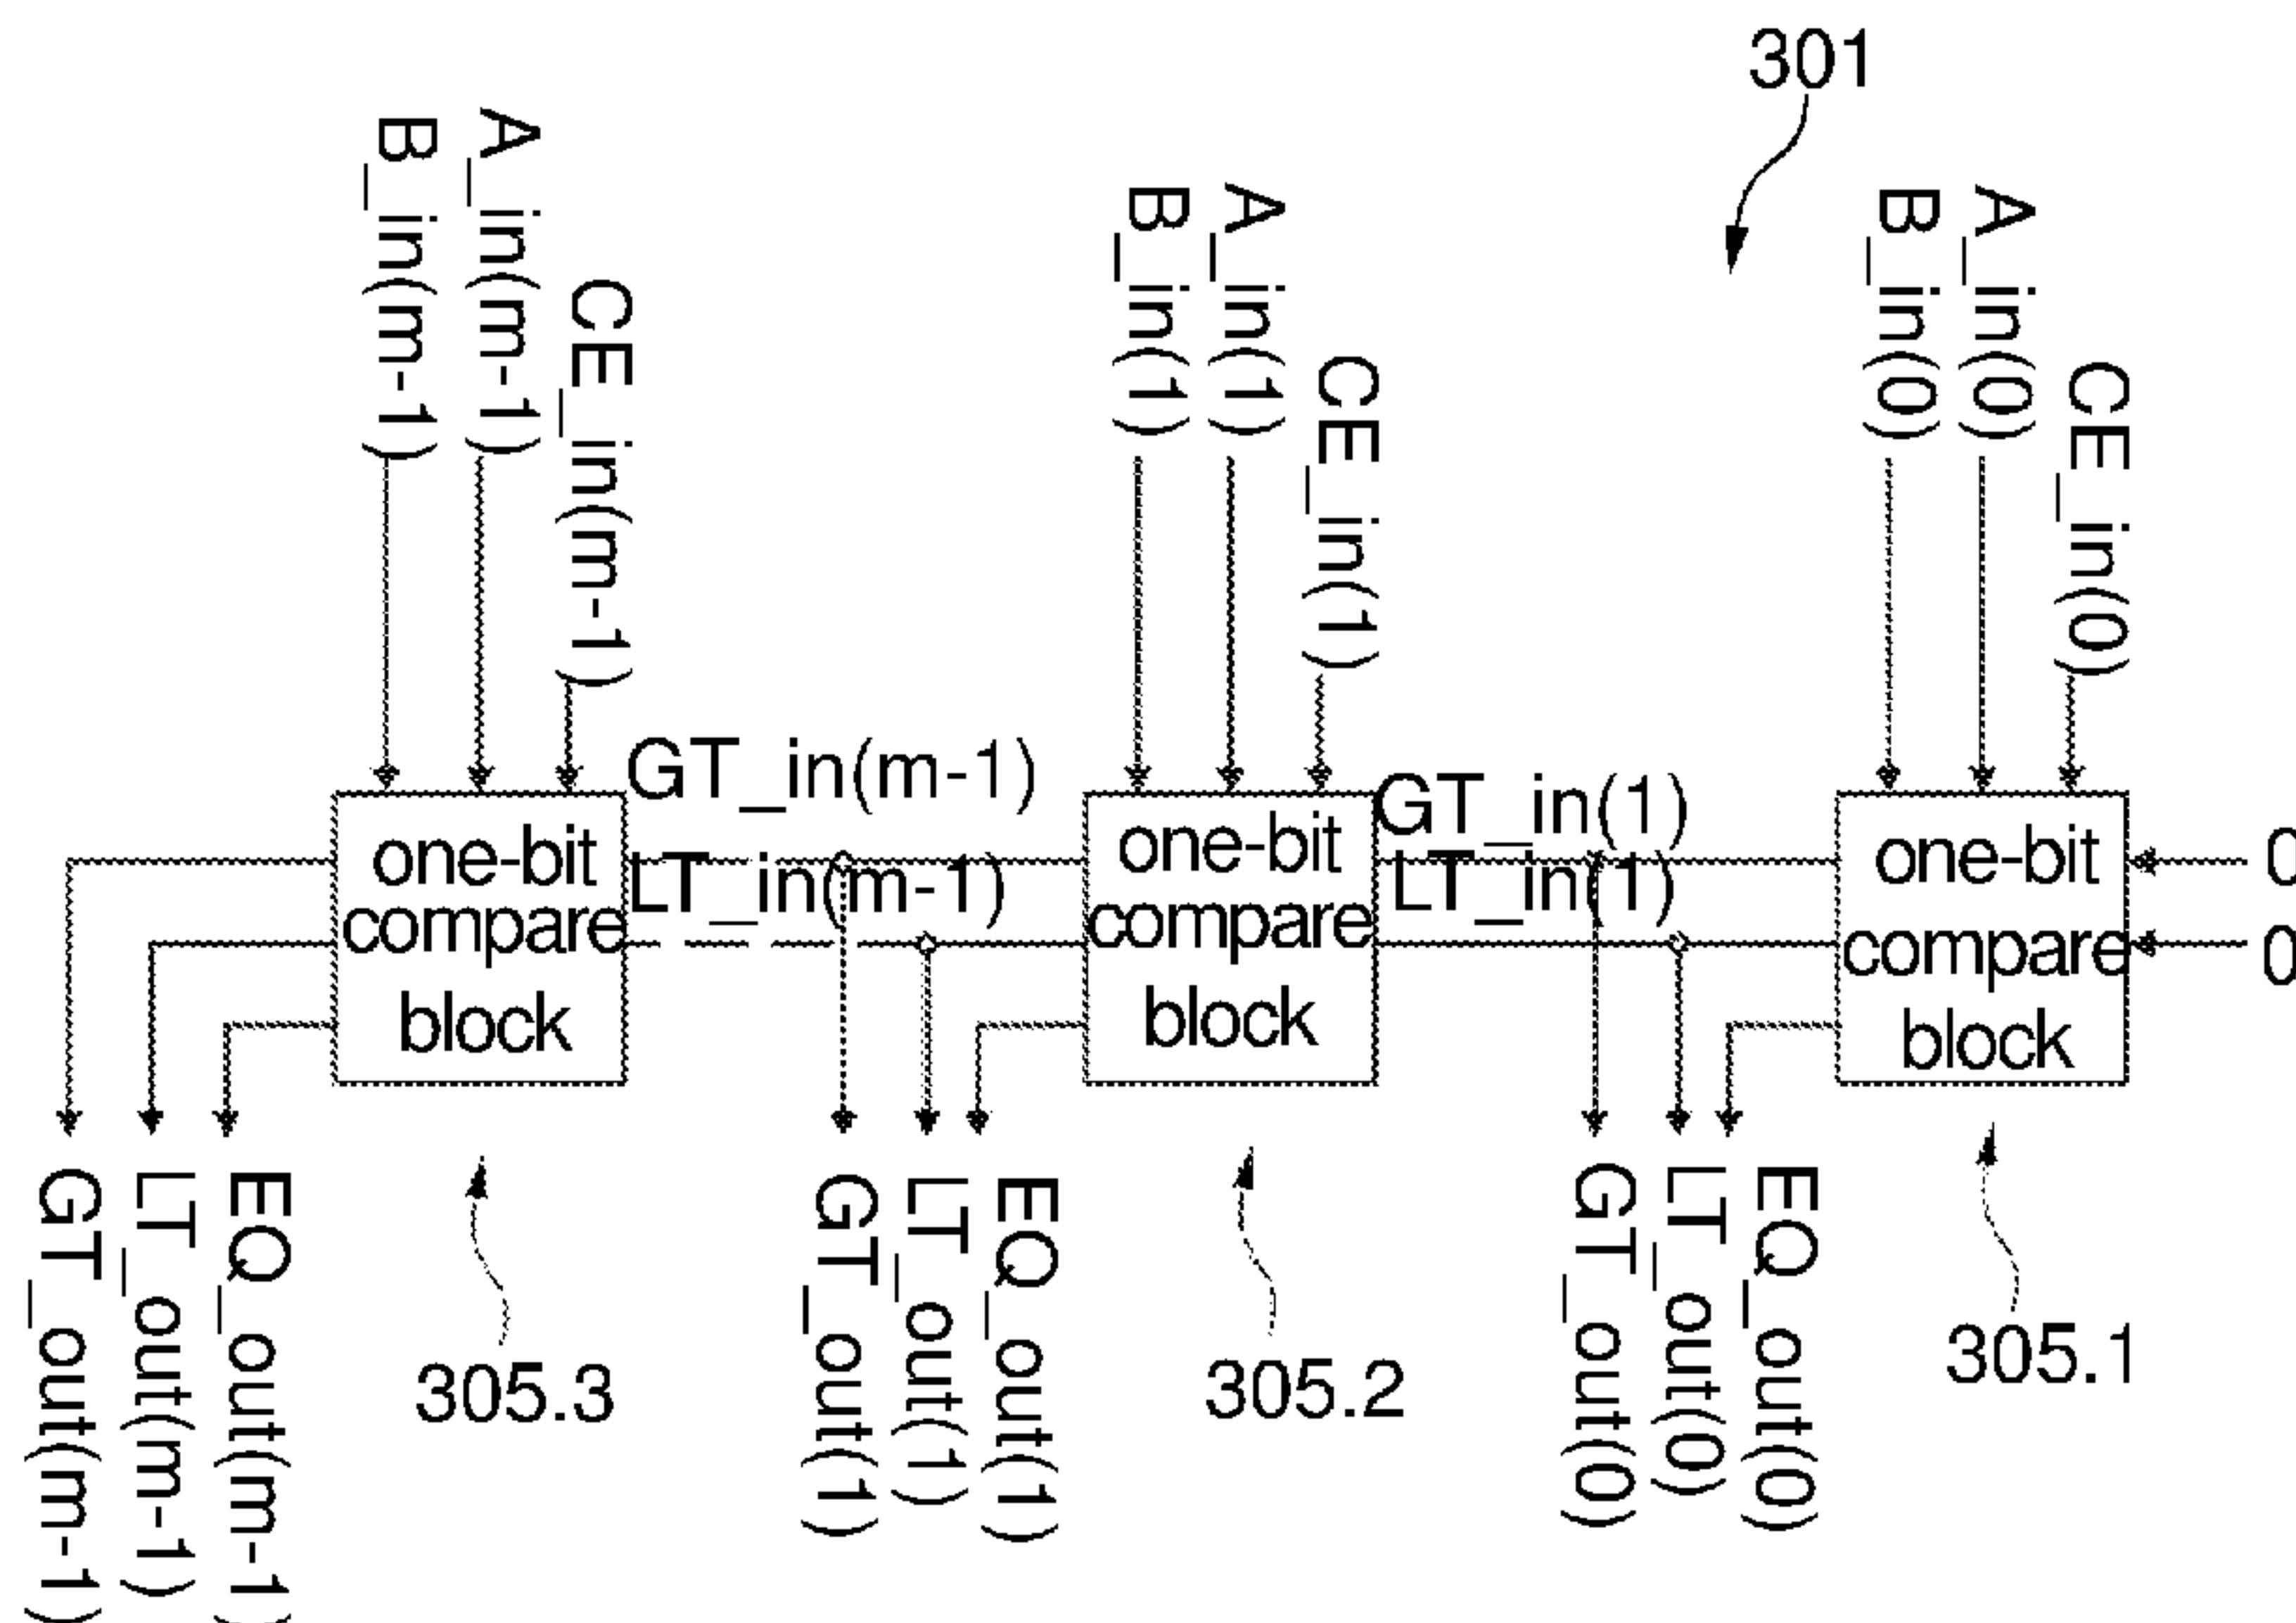 301
B_in(m-1)
A_in(m-1)
CE_in(m-1)
B_in(1)
A_in(1)
CE_in(1)
B_in(0)
A_in(0)
CE_in(0)
GT_in(m-1)
LT_in(m-1)
GT_in(1)
LT_in(1)
one-bit
compare
block
one-bit
compare
block
one-bit
compare
block
0
0
GT_out(m-1)
LT_out(m-1)
EQ_out(m-1)
305.3
GT_out(1)
LT_out(1)
EQ_out(1)
305.2
GT_out(0)
LT_out(0)
EQ_out(0)
305.1